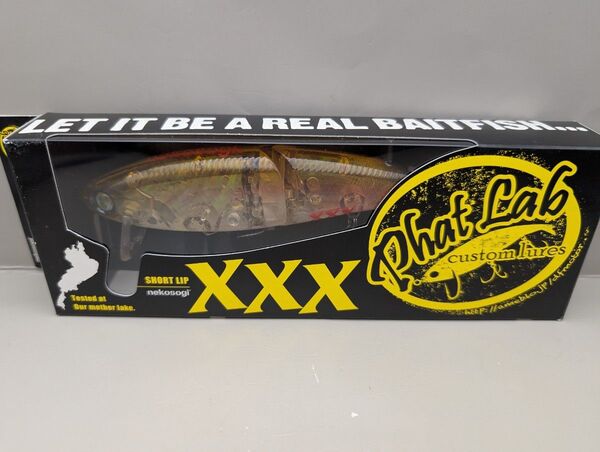 LET IT BE A REAL BAITFISH...
Phat Lab
custom lures
SHORT LIP
nekosogi
XXX
Tested at
Our mother lake.